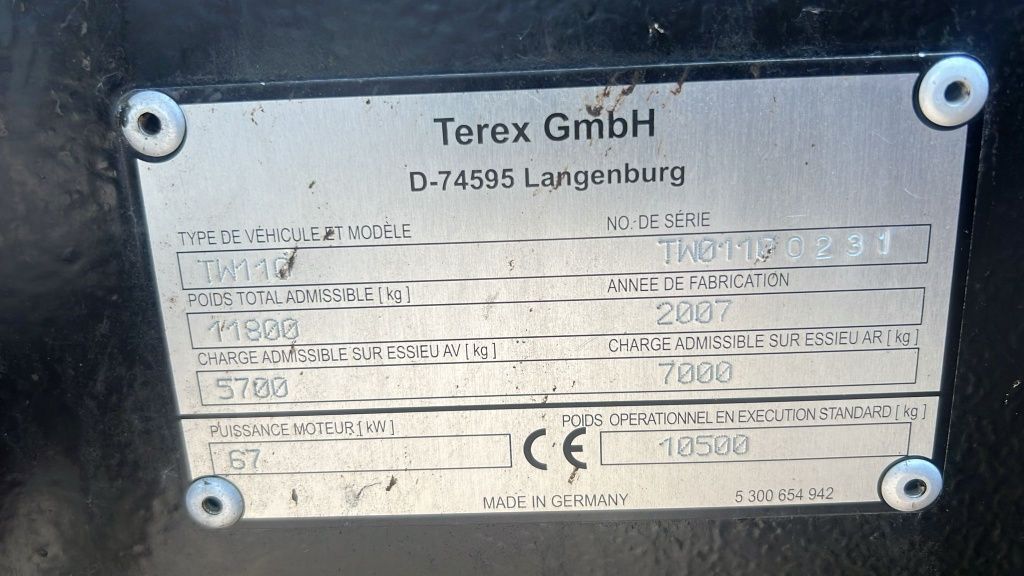 Terex GmbH
D-74595 Langenburg
TYPE DE VÉHICULE ET MODÈLE NO. DE SÉRIE
TW110 TW01100231
POIDS TOTAL ADMISSIBLE [ kg ] ANNEE DE FABRICATION
11800 2007
CHARGE ADMISSIBLE SUR ESSIEU AV [ kg ] CHARGE ADMISSIBLE SUR ESSIEU AR [ kg ]
5700 7000
PUISSANCE MOTEUR [ kW ] POIDS OPERATIONNEL EN EXECUTION STANDARD [ kg ]
67 CE 10500
MADE IN GERMANY 5 300 654 942